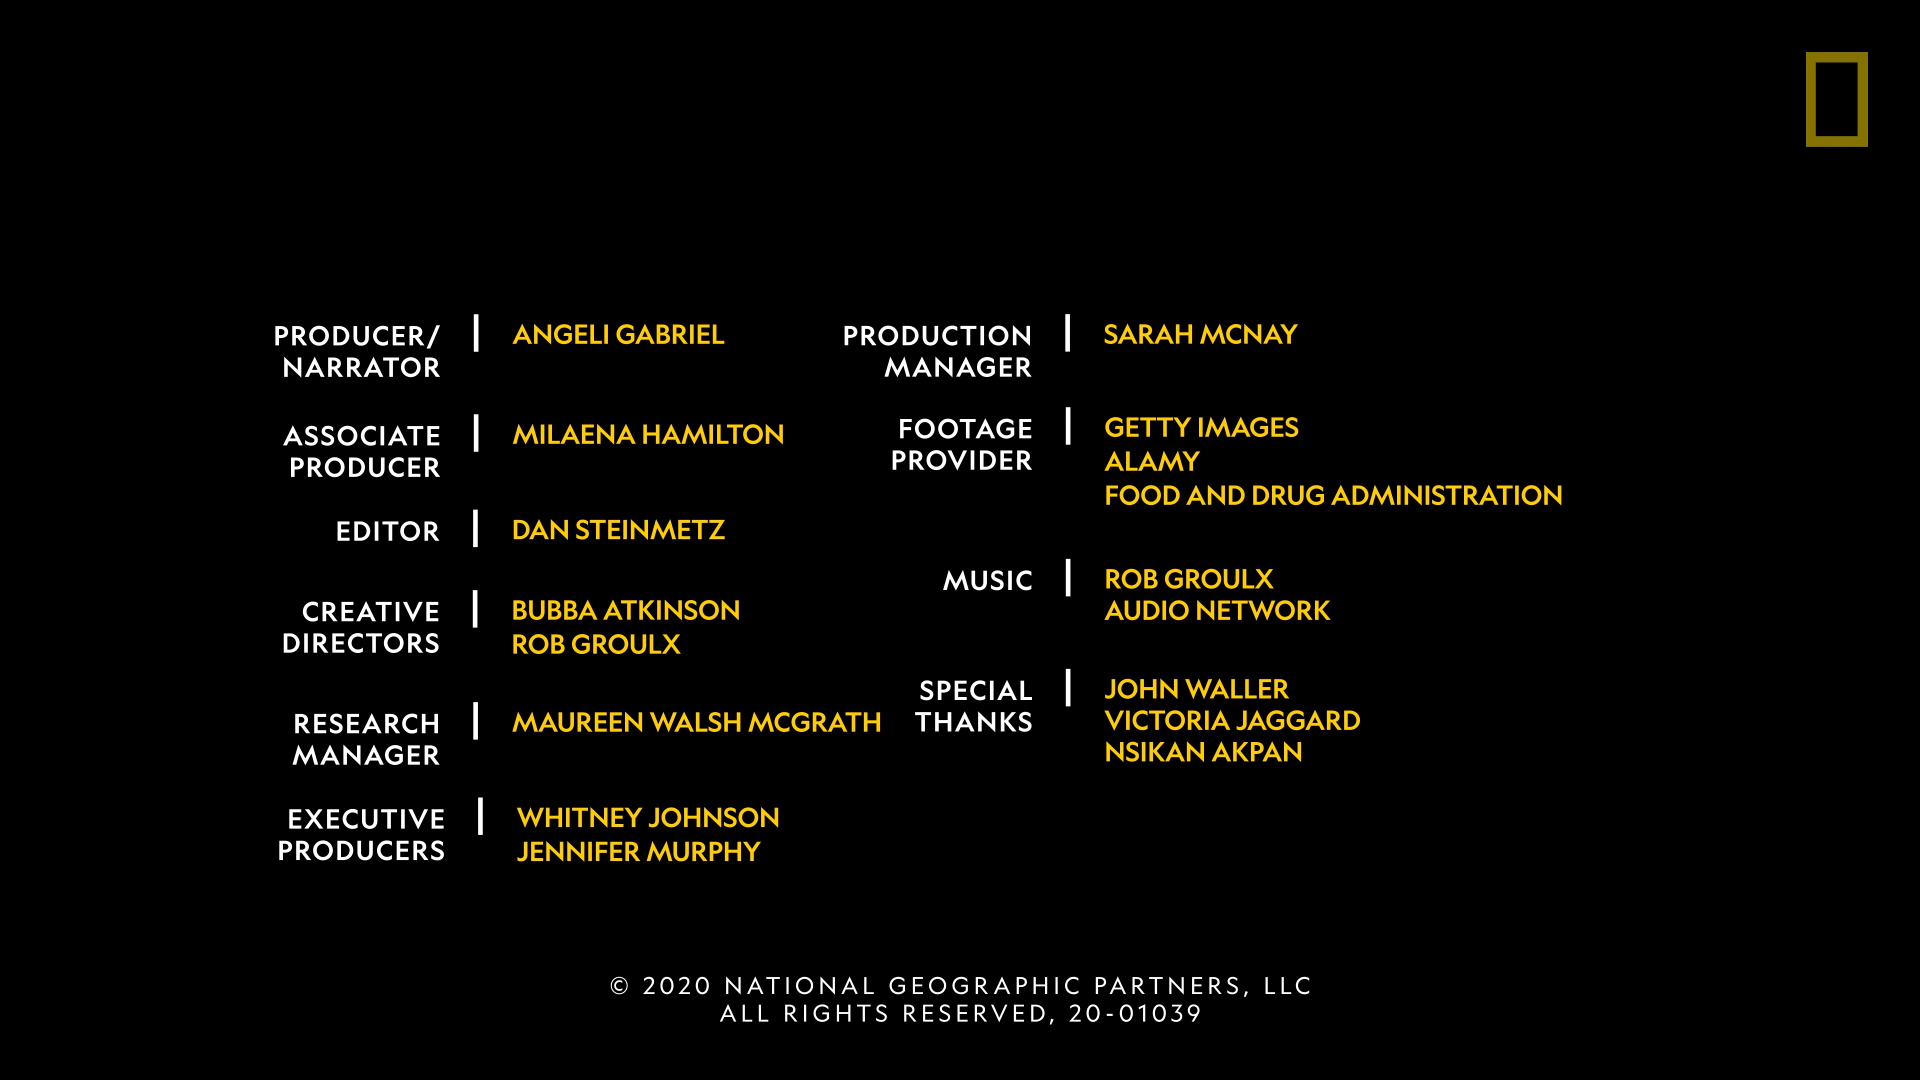 PRODUCER/
NARRATOR
ANGELI GABRIEL
ASSOCIATE
PRODUCER
MILAENA HAMILTON
EDITOR
DAN STEINMETZ
CREATIVE
DIRECTORS
BUBBA ATKINSON
ROB GROULX
RESEARCH
MANAGER
MAUREEN WALSH MCGRATH
EXECUTIVE
PRODUCERS
WHITNEY JOHNSON
JENNIFER MURPHY
PRODUCTION
MANAGER
SARAH MCNAY
FOOTAGE
PROVIDER
GETTY IMAGES
ALAMY
FOOD AND DRUG ADMINISTRATION
MUSIC
ROB GROULX
AUDIO NETWORK
SPECIAL
THANKS
JOHN WALLER
VICTORIA JAGGARD
NSIKAN AKPAN
© 2020 NATIONAL GEOGRAPHIC PARTNERS, LLC
ALL RIGHTS RESERVED, 20-01039